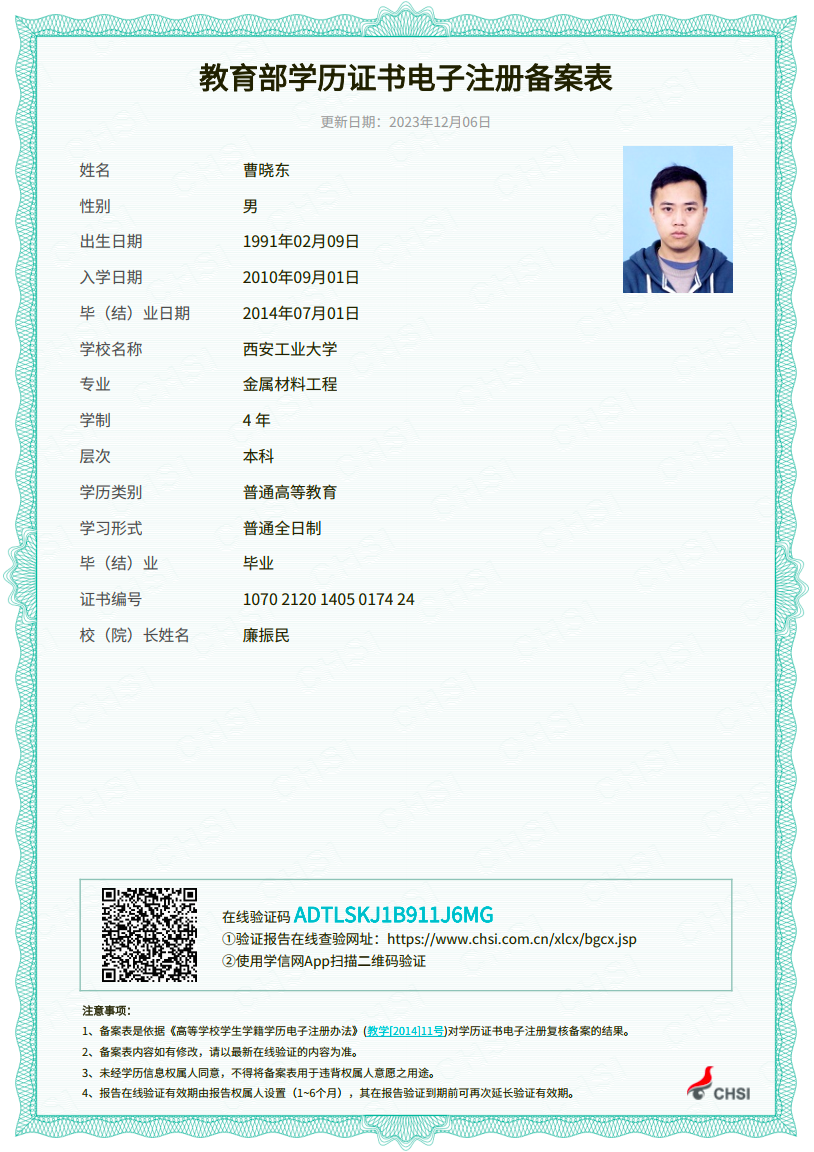 教育部学历证书电子注册备案表
更新日期：2023年12月06日
姓名 曹晓东
性别 男
出生日期 1991年02月09日
入学日期 2010年09月01日
毕（结）业日期 2014年07月01日
学校名称 西安工业大学
专业 金属材料工程
学制 4 年
层次 本科
学历类别 普通高等教育
学习形式 普通全日制
毕（结）业 毕业
证书编号 1070 2120 1405 0174 24
校（院）长姓名 廉振民
在线验证码 ADTLSKJ1B911J6MG
①验证报告在线查验网址：https://www.chsi.com.cn/xlcx/bgcx.jsp
②使用学信网App扫描二维码验证
注意事项：
1、备案表是依据《高等学校学生学籍学历电子注册办法》(教学[2014]11号)对学历证书电子注册复核备案的结果。
2、备案表内容如有修改，请以最新在线验证的内容为准。
3、未经学历信息权属人同意，不得将备案表用于违背权属人意愿之用途。
4、报告在线验证有效期由报告权属人设置（1~6个月），其在报告验证到期前可再次延长验证有效期。
CHSI